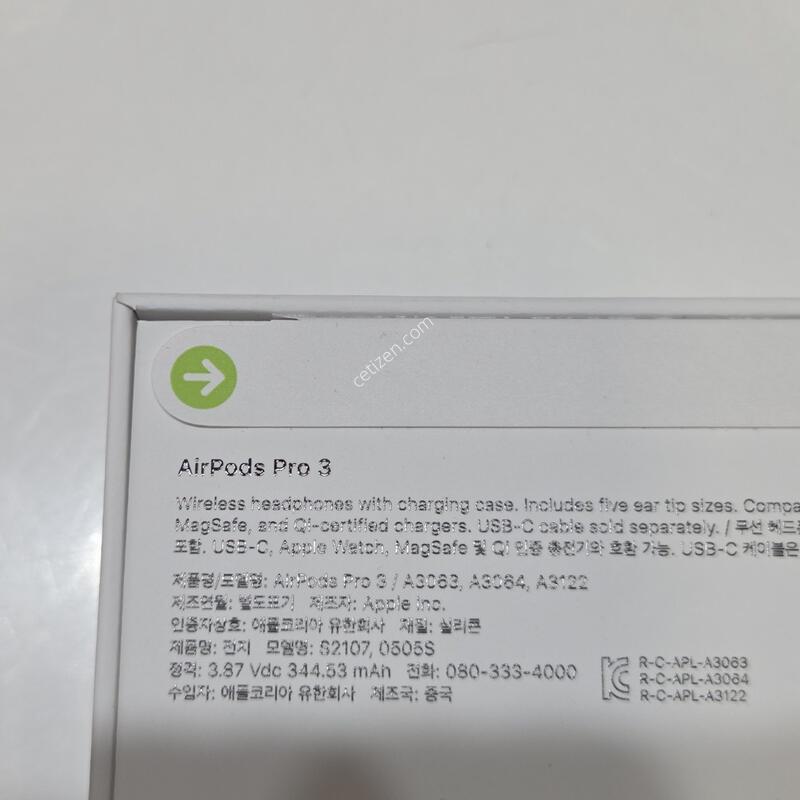 cetizen.com
AirPods Pro 3
Wireless headphones with charging case. Includes five ear tip sizes. Compa
MagSafe, and Qi-certified chargers. USB-C cable sold separately. / 무선 헤드폰
포함. USB-C, Apple Watch, MagSafe 및 Qi 인증 충전기와 호환 가능. USB-C 케이블은
제품명/모델명: AirPods Pro 3 / A3063, A3064, A3122
제조연월: 별도표기 제조자: Apple Inc.
인증자상호: 애플코리아 유한회사 재질: 실리콘
제품명: 전지 모델명: S2107, 0505S
정격: 3.87 Vdc 344.53 mAh 전화: 080-333-4000
수입자: 애플코리아 유한회사 제조국: 중국
R-C-APL-A3063
R-C-APL-A3064
R-C-APL-A3122